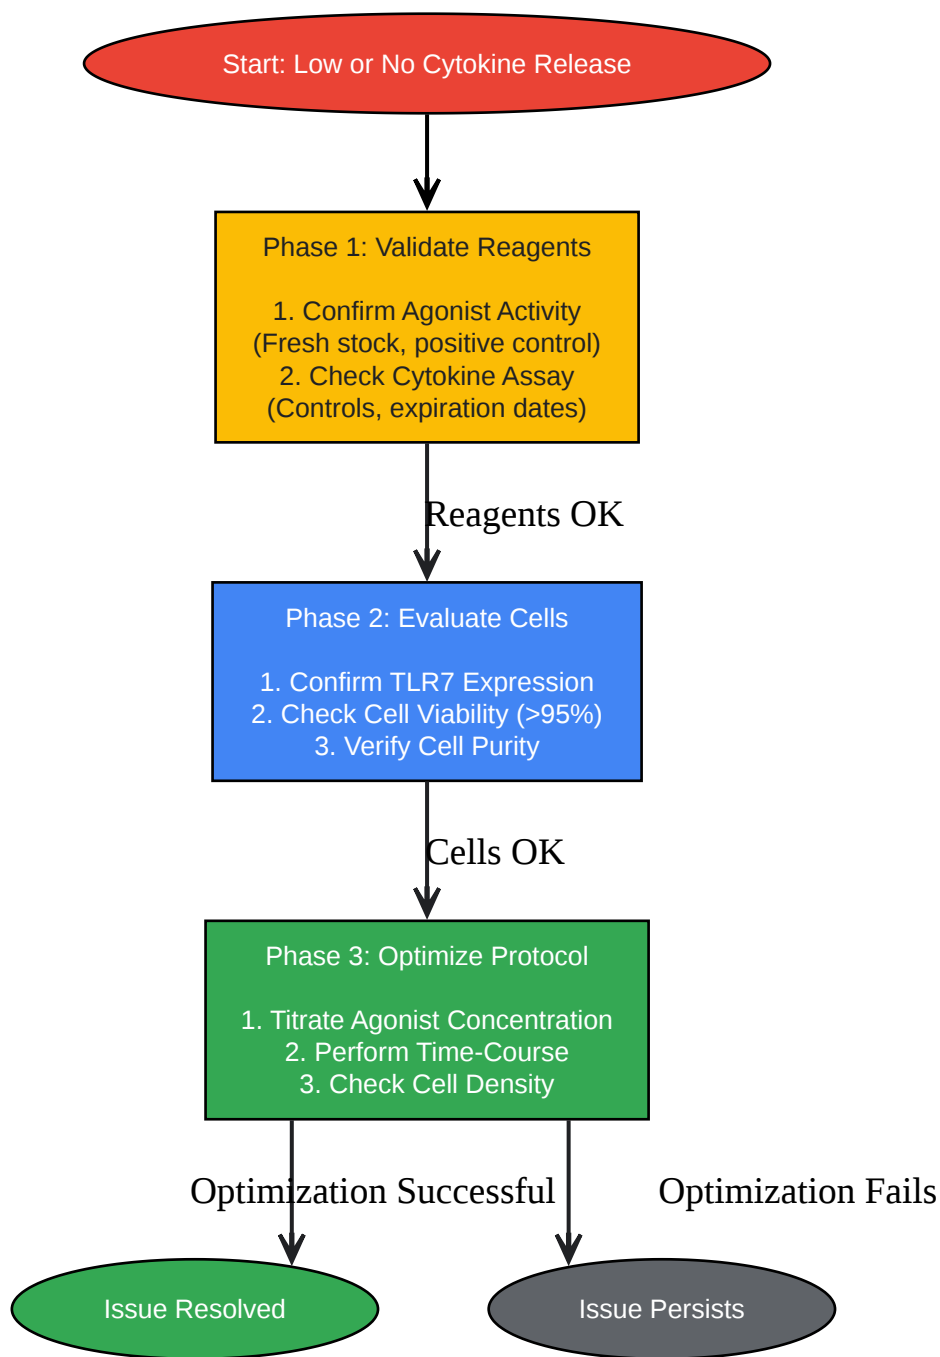 Start: Low or No Cytokine Release
Phase 1: Validate Reagents
1. Confirm Agonist Activity
(Fresh stock, positive control)
2. Check Cytokine Assay
(Controls, expiration dates)
Reagents OK
Phase 2: Evaluate Cells
1. Confirm TLR7 Expression
2. Check Cell Viability (>95%)
3. Verify Cell Purity
Cells OK
Phase 3: Optimize Protocol
1. Titrate Agonist Concentration
2. Perform Time-Course
3. Check Cell Density
Optimization Successful
Optimization Fails
Issue Resolved
Issue Persists